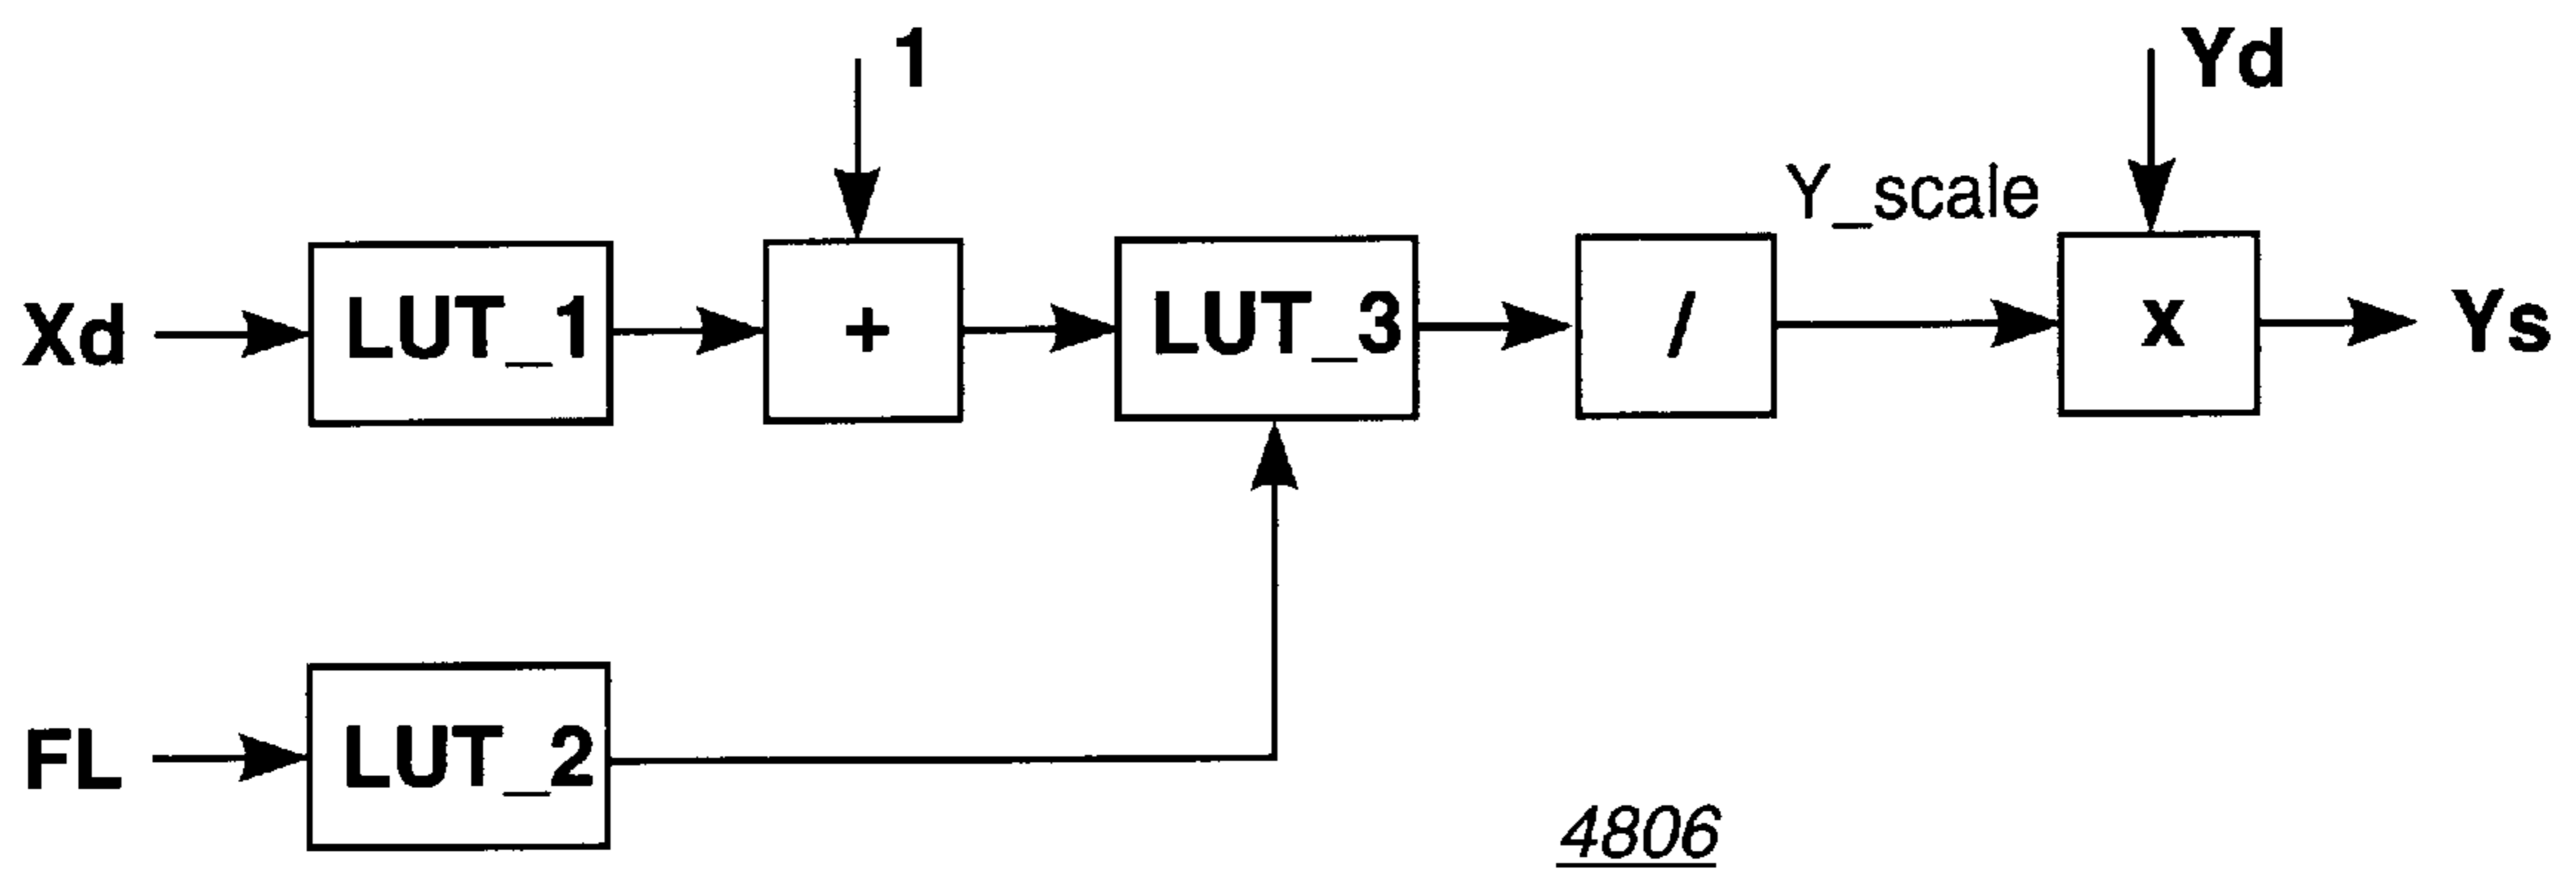 1
Yd
Y_scale
Xd
LUT_1
+
LUT_3
/
x
Ys
FL
LUT_2
4806